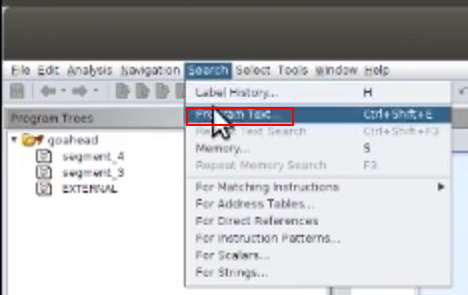 File Edit Analysis Navigation Search Select Tools Window Help
Label History... H
Program Text... Ctrl+Shift+E
Repeat Text Search Ctrl+Shift+F3
Memory... S
Repeat Memory Search F3
For Matching Instructions
For Address Tables...
For Direct References
For Instruction Patterns...
For Scalars...
For Strings...
Program Trees
goahead
segment_4
segment_3
EXTERNAL